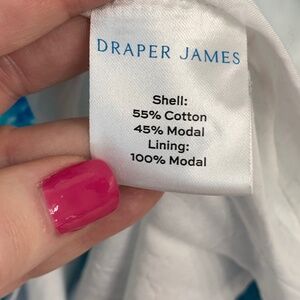 DRAPER JAMES
Shell:
55% Cotton
45% Modal
Lining:
100% Modal